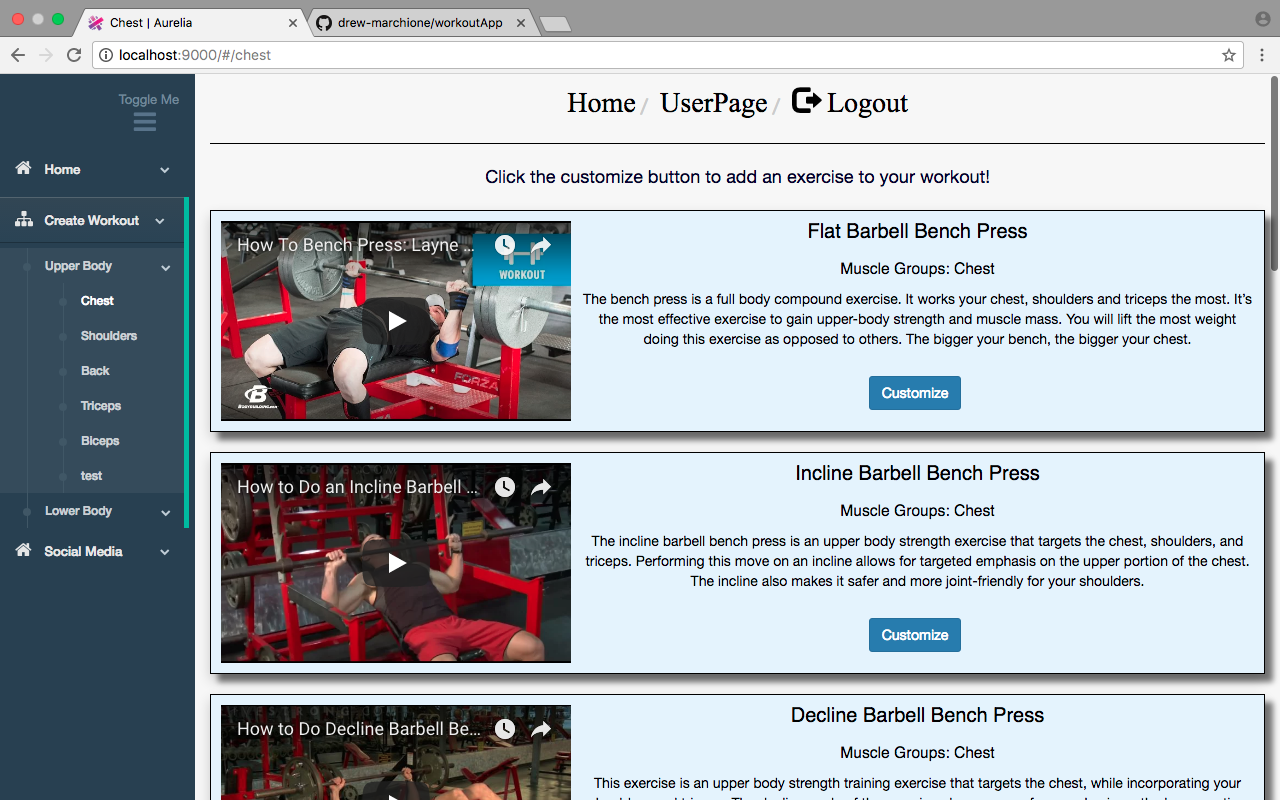 Chest | Aurelia
drew-marchione/workoutApp
localhost:9000/#/chest
Toggle Me
Home
Create Workout
Upper Body
Chest
Shoulders
Back
Triceps
Biceps
test
Lower Body
Social Media
Home / UserPage / Logout
Click the customize button to add an exercise to your workout!
How To Bench Press: Layne ...
WORKOUT
FORZA
BODYBUILDING.com
Flat Barbell Bench Press
Muscle Groups: Chest
The bench press is a full body compound exercise. It works your chest, shoulders and triceps the most. It's
the most effective exercise to gain upper-body strength and muscle mass. You will lift the most weight
doing this exercise as opposed to others. The bigger your bench, the bigger your chest.
Customize
How to Do an Incline Barbell ...
Incline Barbell Bench Press
Muscle Groups: Chest
The incline barbell bench press is an upper body strength exercise that targets the chest, shoulders, and
triceps. Performing this move on an incline allows for targeted emphasis on the upper portion of the chest.
The incline also makes it safer and more joint-friendly for your shoulders.
Customize
How to Do Decline Barbell Be...
Decline Barbell Bench Press
Muscle Groups: Chest
This exercise is an upper body strength training exercise that targets the chest, while incorporating your